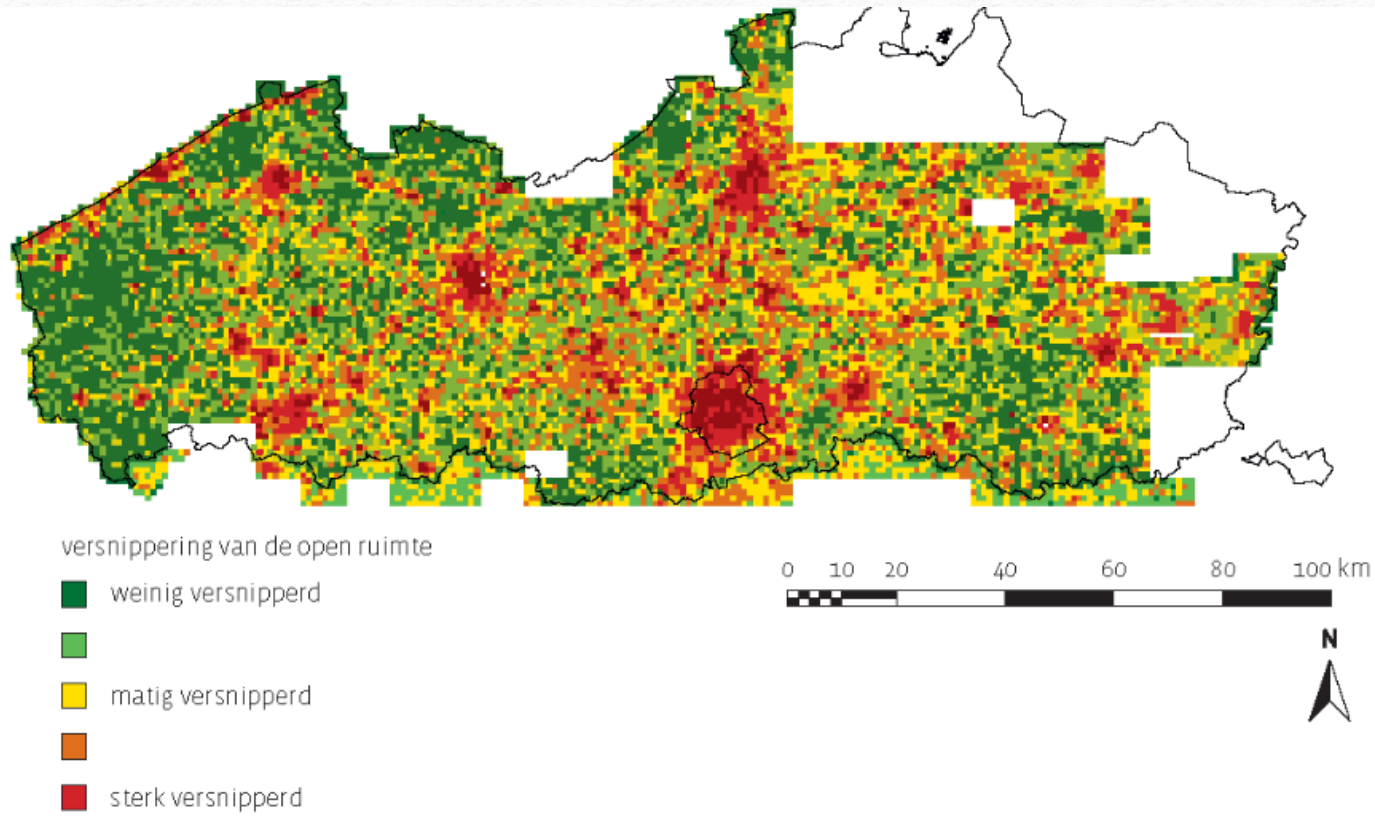 versnippering van de open ruimte
weinig versnipperd
matig versnipperd
sterk versnipperd
0 10 20 40 60 80 100 km
N